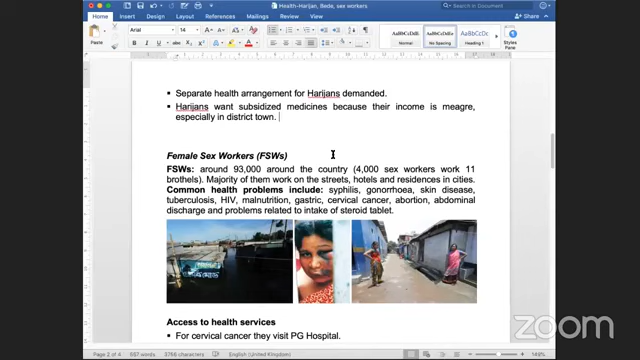 Health-Harijan, Bede, sex workers
Search in Document
Home Insert Design Layout References Mailings Review View
Share
Paste
Arial 14
AaBbCcDdEe AaBbCcDdEe AaBbCcDc
Normal No Spacing Heading 1 Styles
Pane
▪ Separate health arrangement for Harijans demanded.
▪ Harijans want subsidized medicines because their income is meagre,
especially in district town.
Female Sex Workers (FSWs)
FSWs: around 93,000 around the country (4,000 sex workers work 11
brothels). Majority of them work on the streets, hotels and residences in cities.
Common health problems include: syphilis, gonorrhoea, skin disease,
tuberculosis, HIV, malnutrition, gastric, cervical cancer, abortion, abdominal
discharge and problems related to intake of steroid tablet.
Access to health services
▪ For cervical cancer they visit PG Hospital.
Page 2 of 4 English (United Kingdom)
zoom